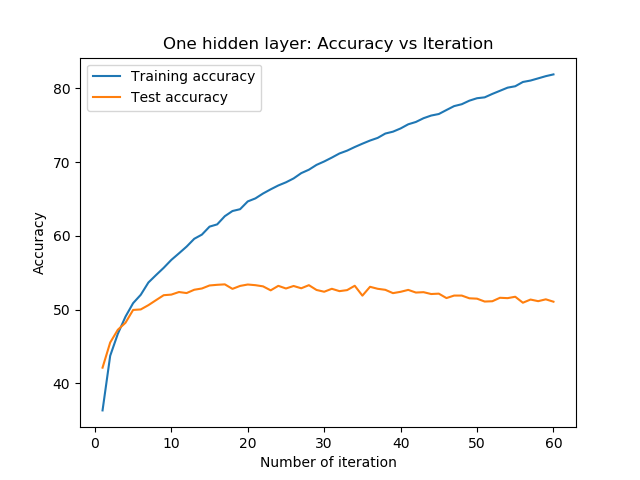 One hidden layer: Accuracy vs Iteration
Training accuracy
Test accuracy
80
70
60
50
40
Accuracy
0 10 20 30 40 50 60
Number of iteration